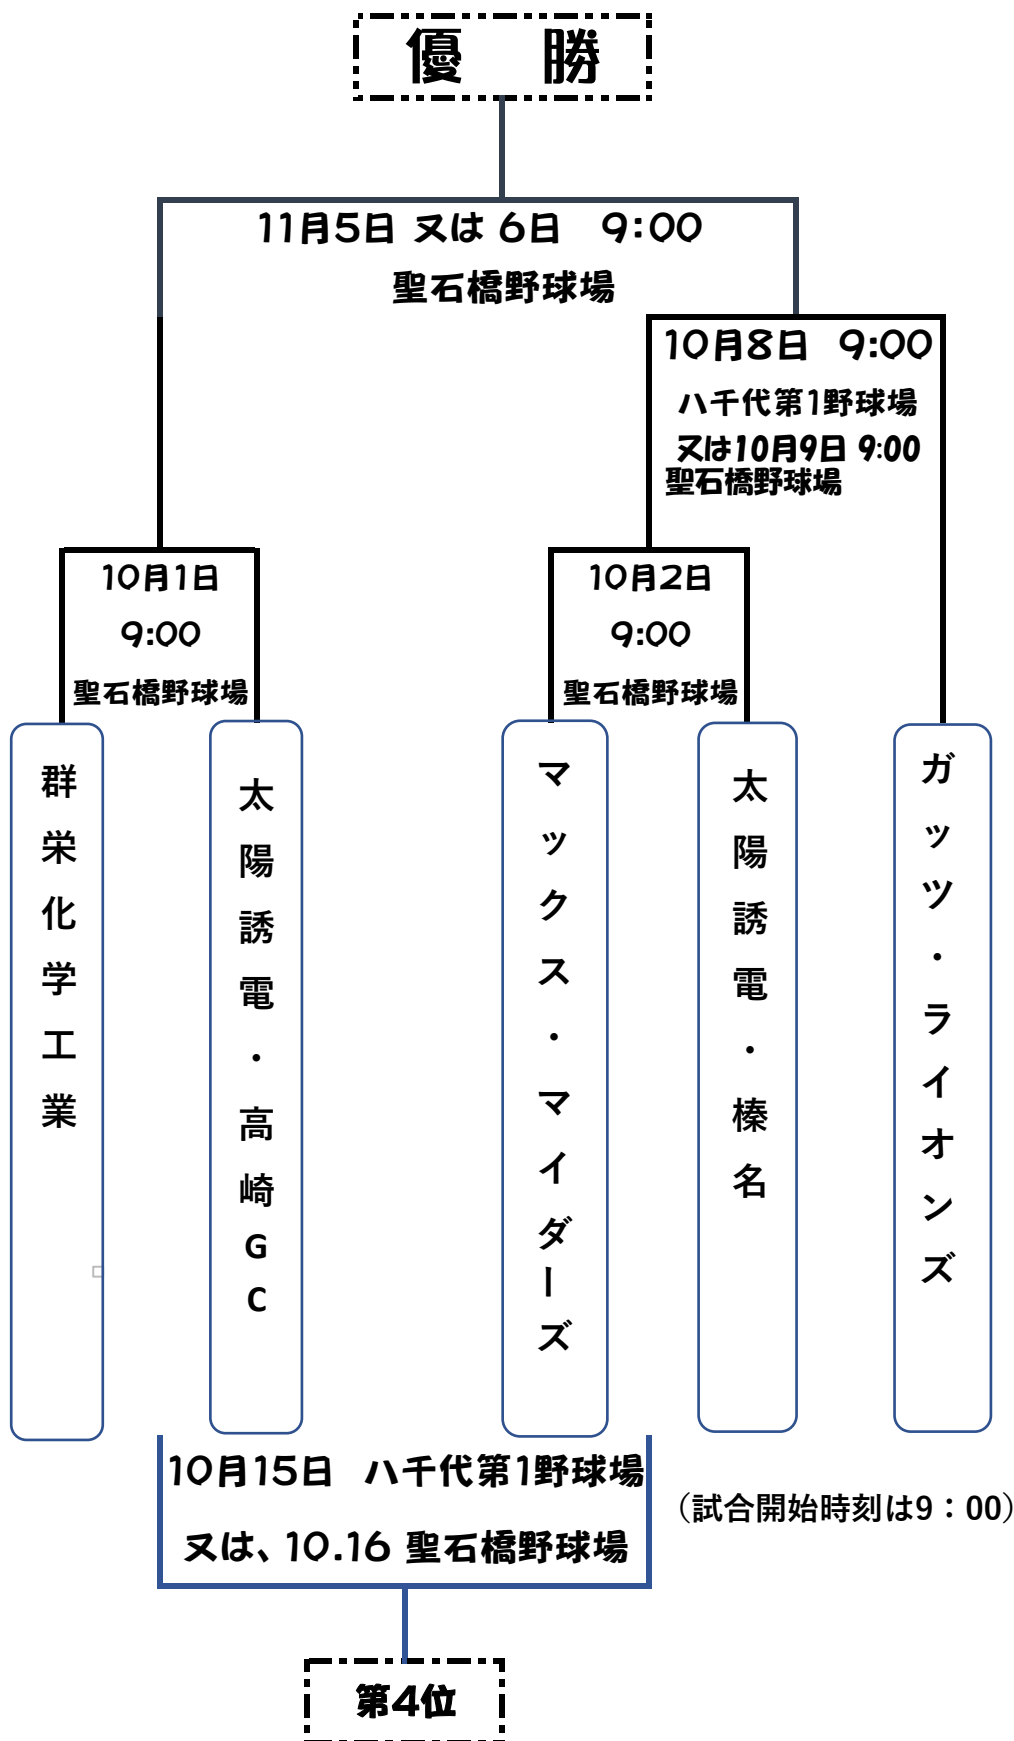 優　勝
11月5日 又は 6日　9:00
聖石橋野球場
10月8日　9:00
八千代第1野球場
又は10月9日 9:00
聖石橋野球場
10月1日
9:00
聖石橋野球場
10月2日
9:00
聖石橋野球場
群栄化学工業
太陽誘電・高崎GC
マックス・マイダーズ
太陽誘電・榛名
ガッツ・ライオンズ
10月15日　八千代第1野球場
又は、10.16 聖石橋野球場
（試合開始時刻は9：00）
第4位